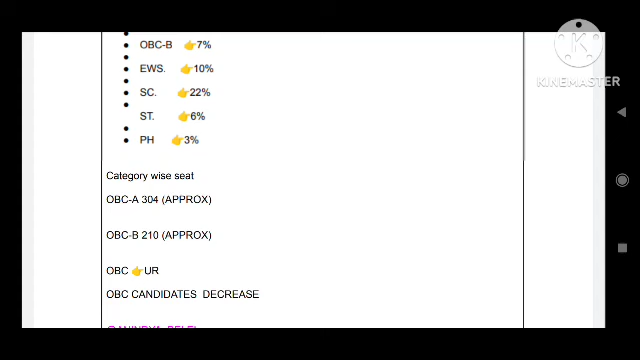 OBC-B 👉7%
EWS. 👉10%
SC. 👉22%
ST. 👉6%
PH 👉3%
Category wise seat
OBC-A 304 (APPROX)
OBC-B 210 (APPROX)
OBC 👉UR
OBC CANDIDATES DECREASE
K
KINEMASTER